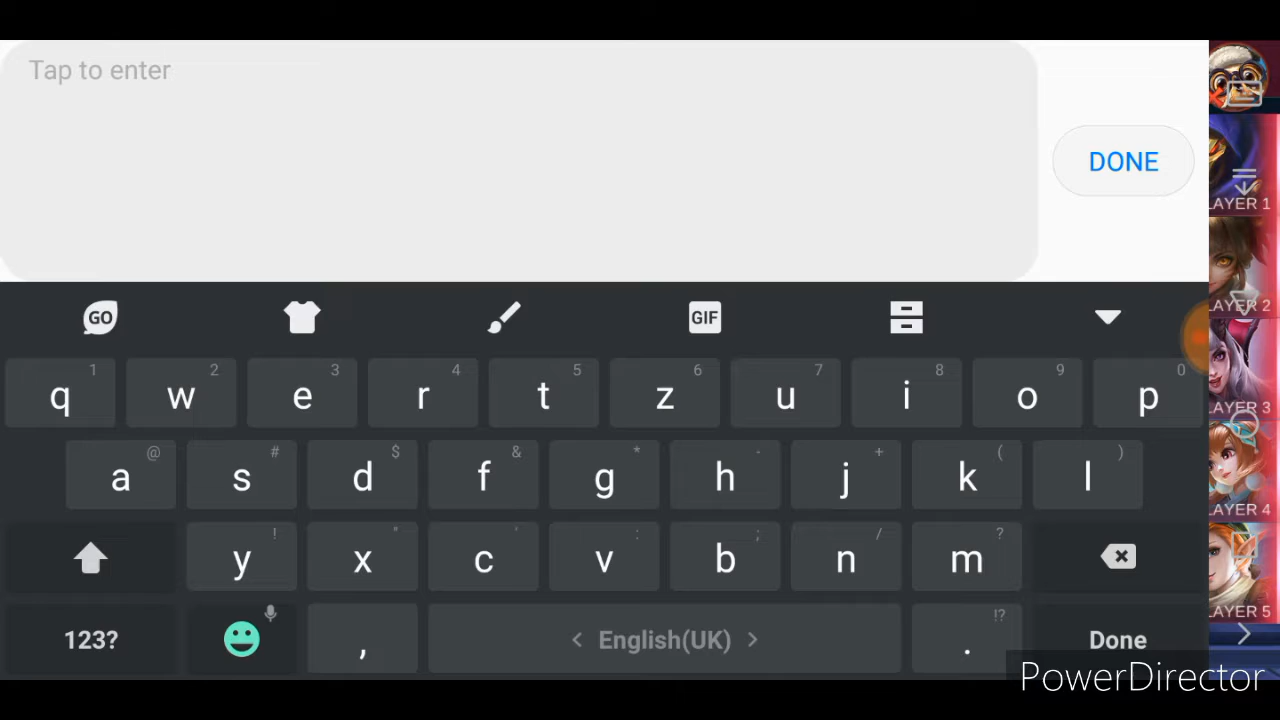 Tap to enter
DONE
GO
GIF
1 2 3 4 5 6 7 8 9 0
q w e r t z u i o p
@ # $ & * - + ( )
a s d f g h j k l
! " ' : ; / ?
y x c v b n m
!?
123? , < English(UK) > . Done
LAYER 1
LAYER 2
LAYER 3
LAYER 4
LAYER 5
PowerDirector